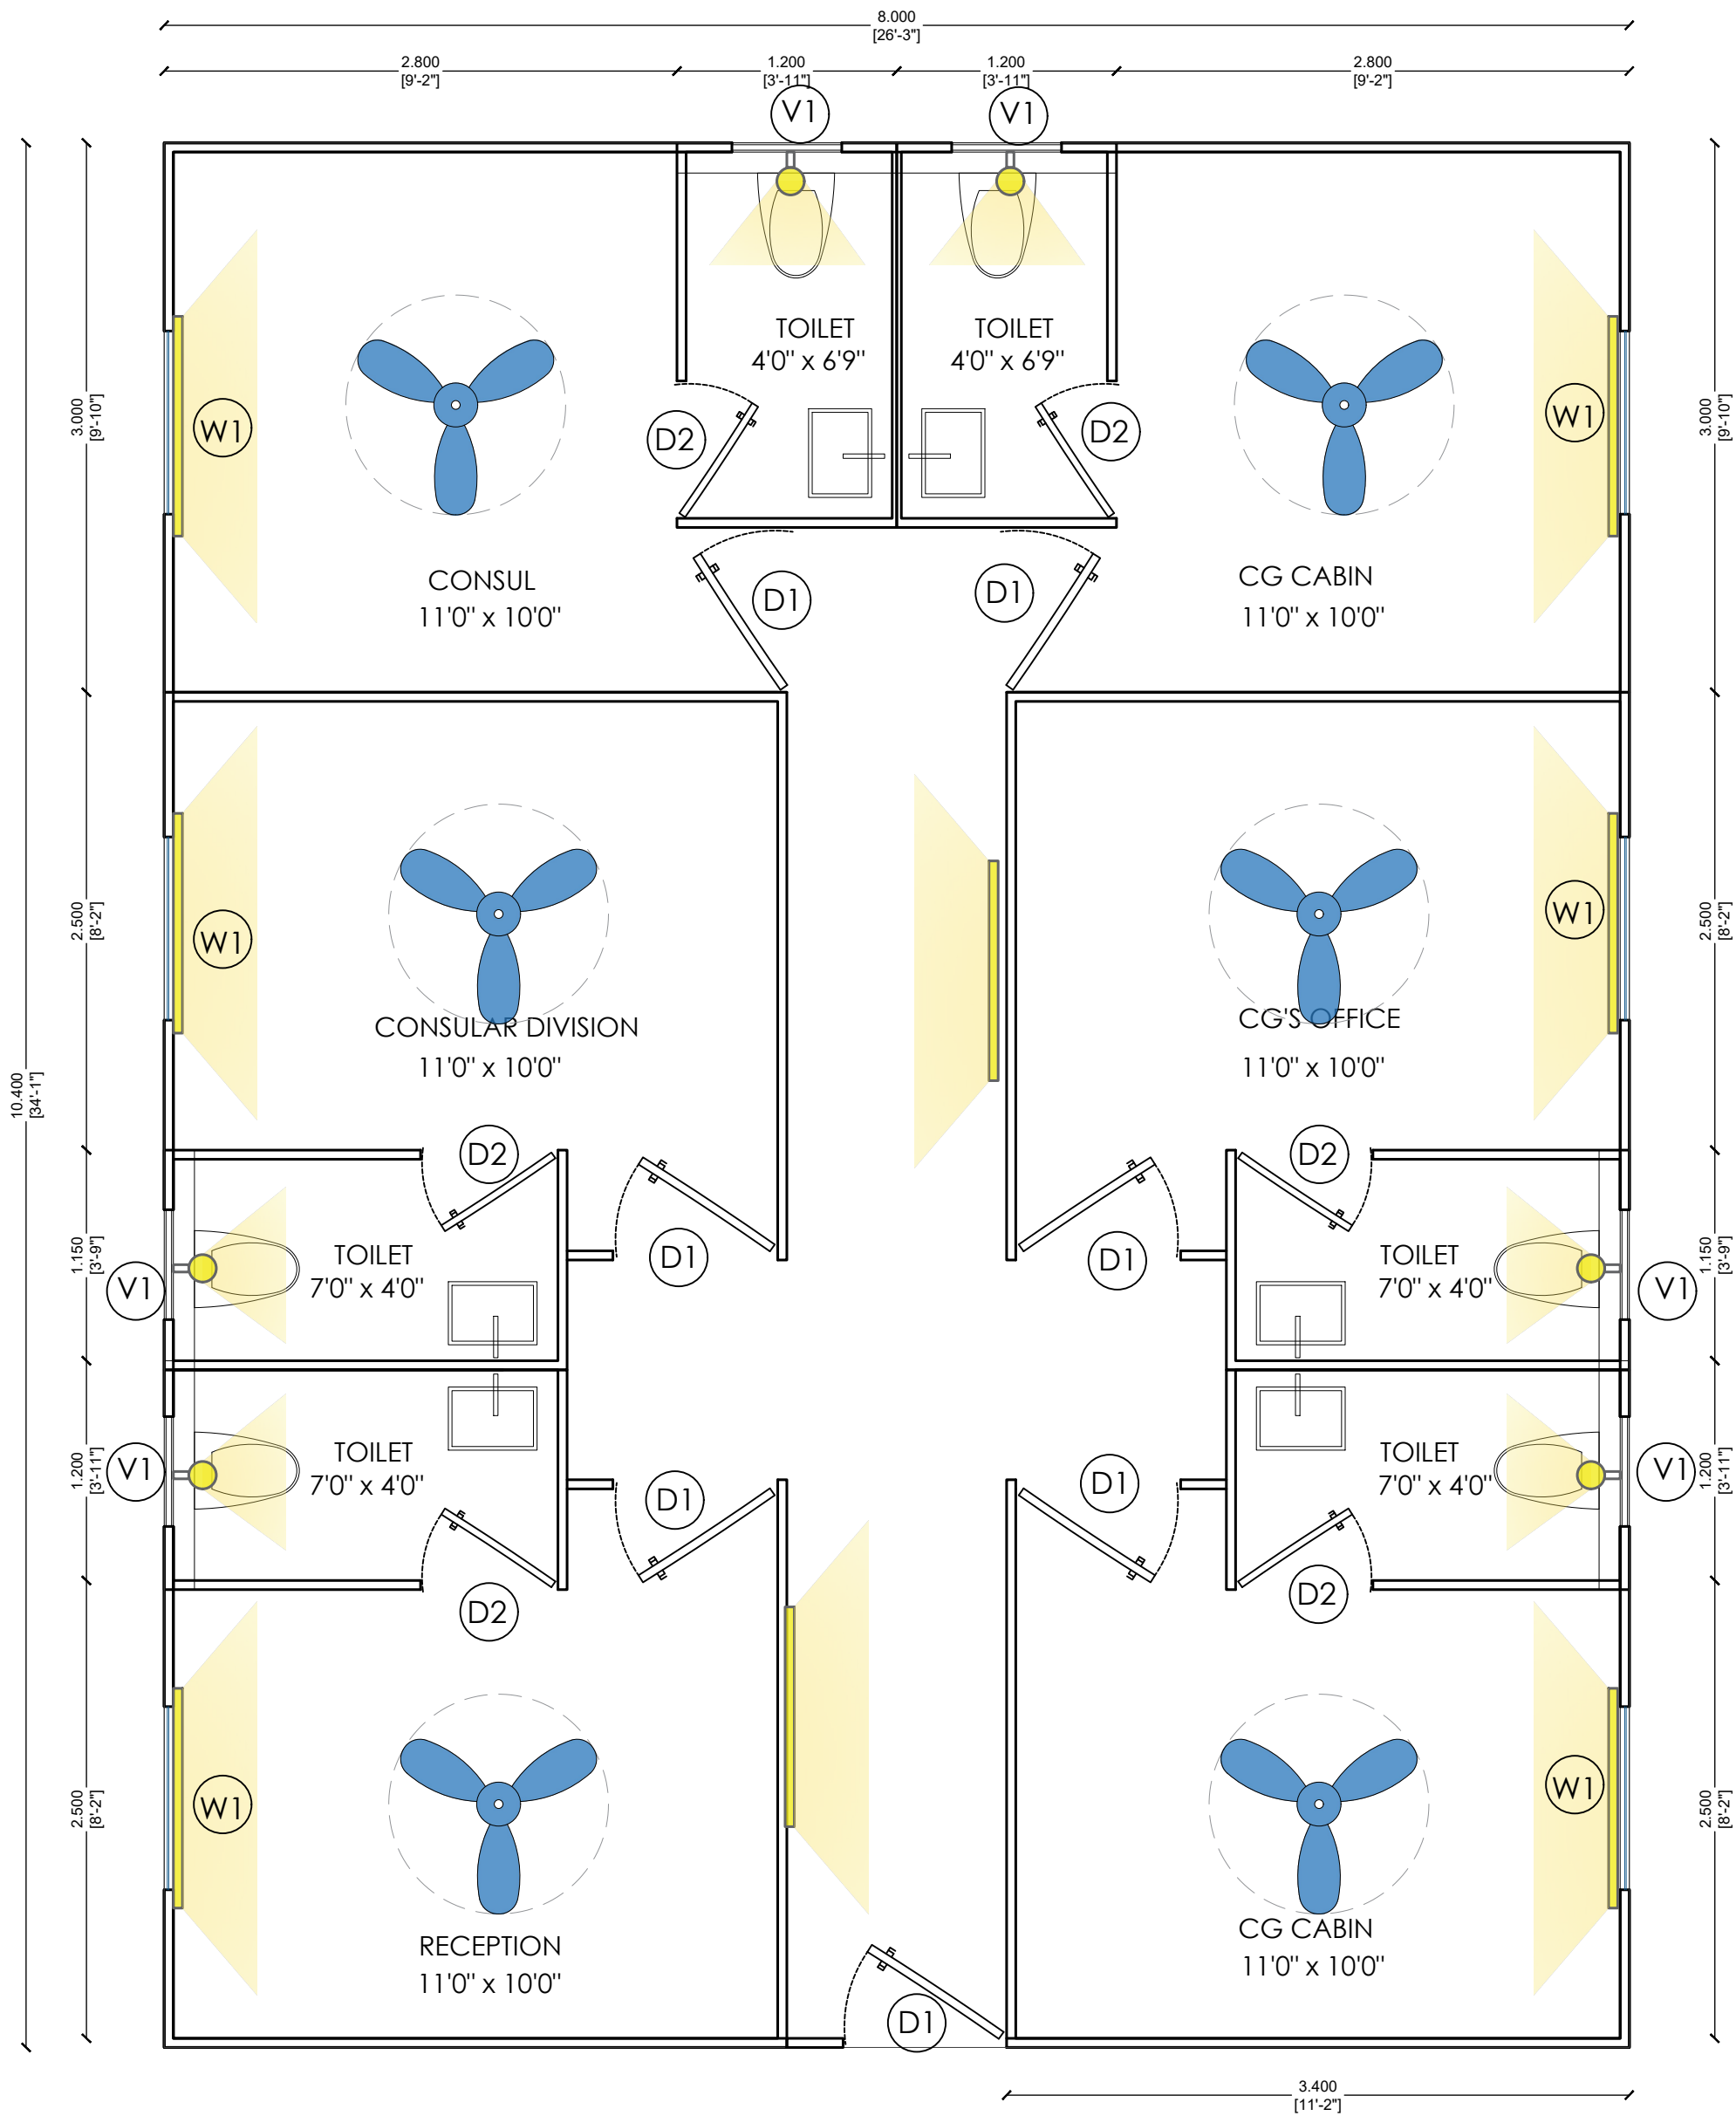 8.000
[26'-3"]
2.800
[9'-2"]
1.200
[3'-11"]
1.200
[3'-11"]
2.800
[9'-2"]
V1
V1
TOILET
4'0" x 6'9"
TOILET
4'0" x 6'9"
3.000
[9'-10"]
W1
D2
D2
W1
3.000
[9'-10"]
CONSUL
11'0" x 10'0"
D1
D1
CG CABIN
11'0" x 10'0"
2.500
[8'-2"]
W1
W1
2.500
[8'-2"]
CONSULAR DIVISION
11'0" x 10'0"
CG'S OFFICE
11'0" x 10'0"
10.400
[34'-1"]
D2
D2
1.150
[3'-9"]
V1
TOILET
7'0" x 4'0"
D1
D1
TOILET
7'0" x 4'0"
V1
1.150
[3'-9"]
1.200
[3'-11"]
V1
TOILET
7'0" x 4'0"
D1
D1
TOILET
7'0" x 4'0"
V1
1.200
[3'-11"]
D2
D2
2.500
[8'-2"]
W1
W1
2.500
[8'-2"]
RECEPTION
11'0" x 10'0"
CG CABIN
11'0" x 10'0"
D1
3.400
[11'-2"]